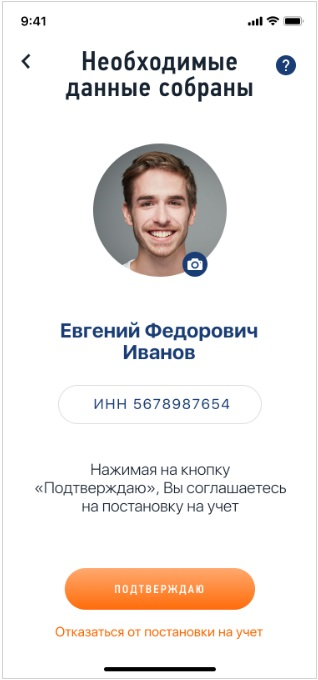 9:41
Необходимые
данные собраны
?
Евгений Федорович
Иванов
ИНН 5678987654
Нажимая на кнопку
«Подтверждаю», Вы соглашаетесь
на постановку на учет
ПОДТВЕРЖДАЮ
Отказаться от постановки на учет